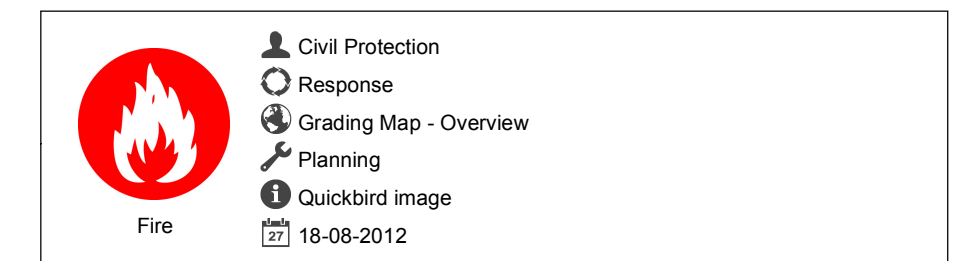 Civil Protection
Response
Grading Map - Overview
Planning
Quickbird image
Fire
27 18-08-2012